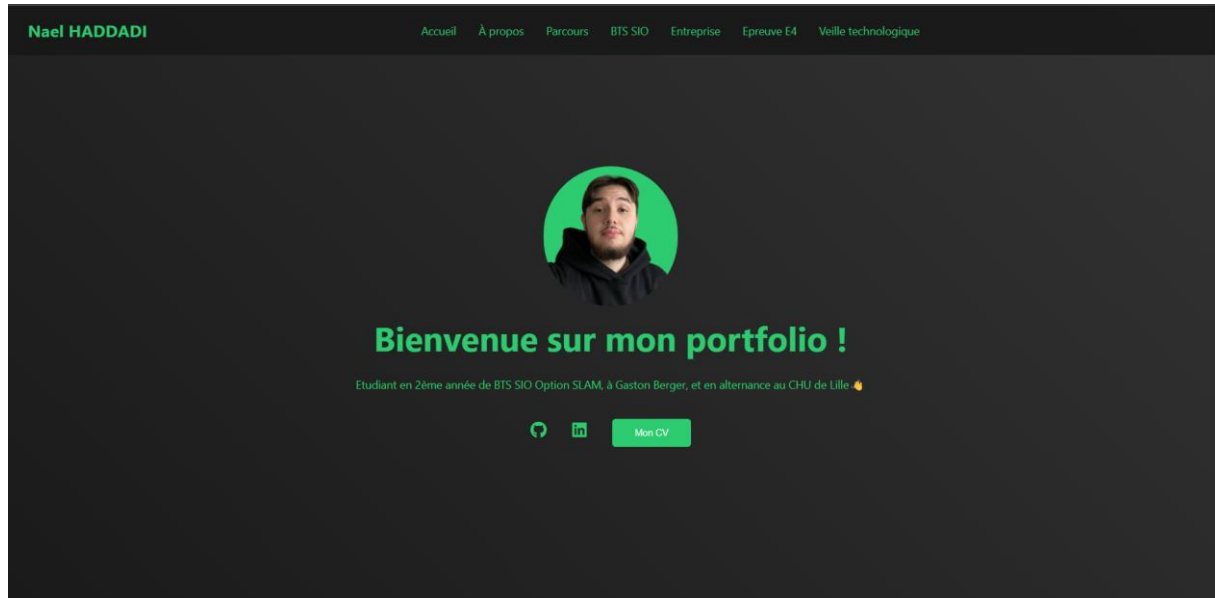 Nael HADDADI
Accueil À propos Parcours BTS SIO Entreprise Epreuve E4 Veille technologique
Bienvenue sur mon portfolio !
Etudiant en 2ème année de BTS SIO Option SLAM, à Gaston Berger, et en alternance au CHU de Lille 👋
in
Mon CV